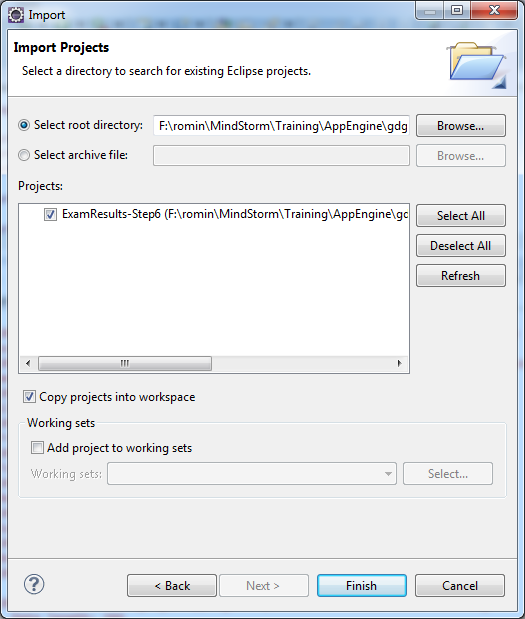 Import
Import Projects
Select a directory to search for existing Eclipse projects.
Select root directory: F:\romin\MindStorm\Training\AppEngine\gdg Browse...
Select archive file: Browse...
Projects:
ExamResults-Step6 (F:\romin\MindStorm\Training\AppEngine\gd
Select All
Deselect All
Refresh
Copy projects into workspace
Working sets
Add project to working sets
Working sets: Select...
? < Back Next > Finish Cancel